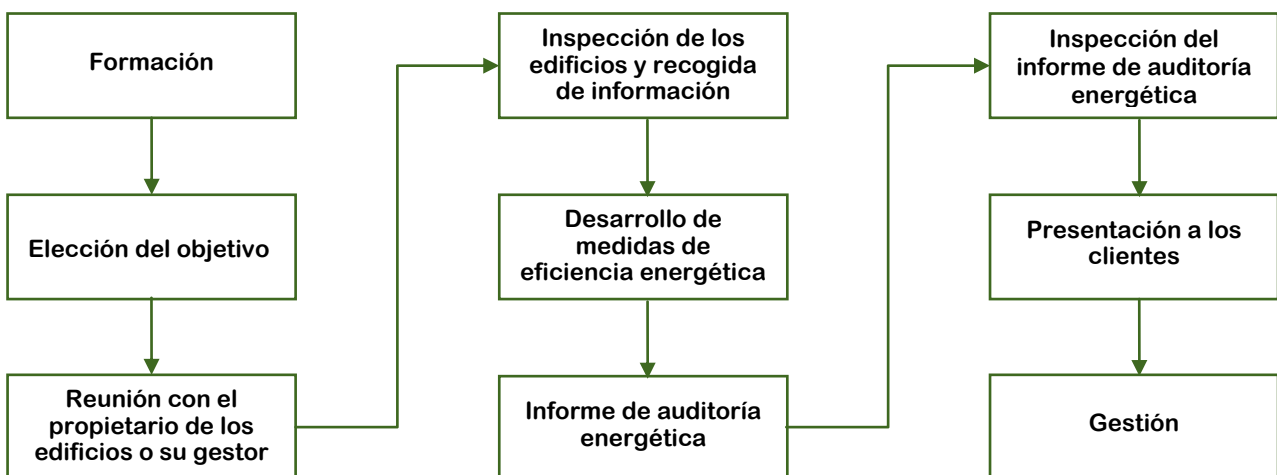 Formación
Elección del objetivo
Reunión con el
propietario de los
edificios o su gestor
Inspección de los
edificios y recogida
de información
Desarrollo de
medidas de
eficiencia energética
Informe de auditoría
energética
Inspección del
informe de auditoría
energética
Presentación a los
clientes
Gestión